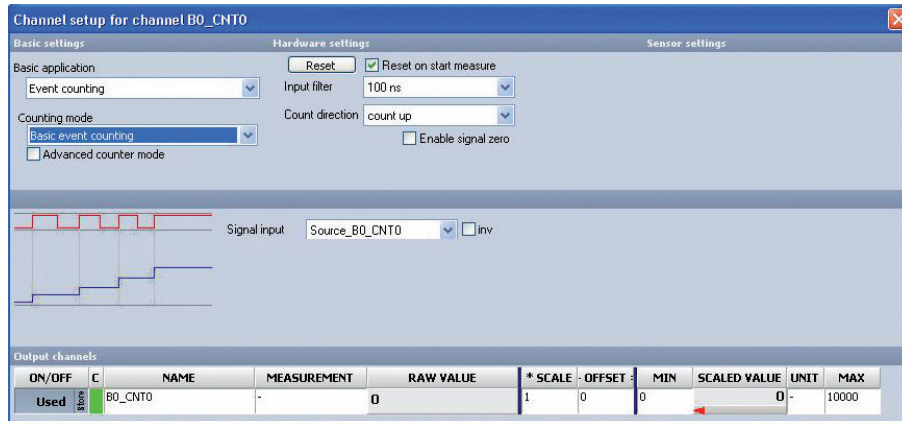 Channel setup for channel B0_CNT0
Basic settings
Hardware settings
Sensor settings
Basic application
Event counting
Counting mode
Basic event counting
Advanced counter mode
Reset
Reset on start measure
Input filter
100 ns
Count direction
count up
Enable signal zero
Signal input
Source_B0_CNT0
inv
Output channels
ON/OFF C NAME MEASUREMENT RAW VALUE * SCALE - OFFSET = MIN SCALED VALUE UNIT MAX
Used Store B0_CNT0 - 0 1 0 0 0 - 10000